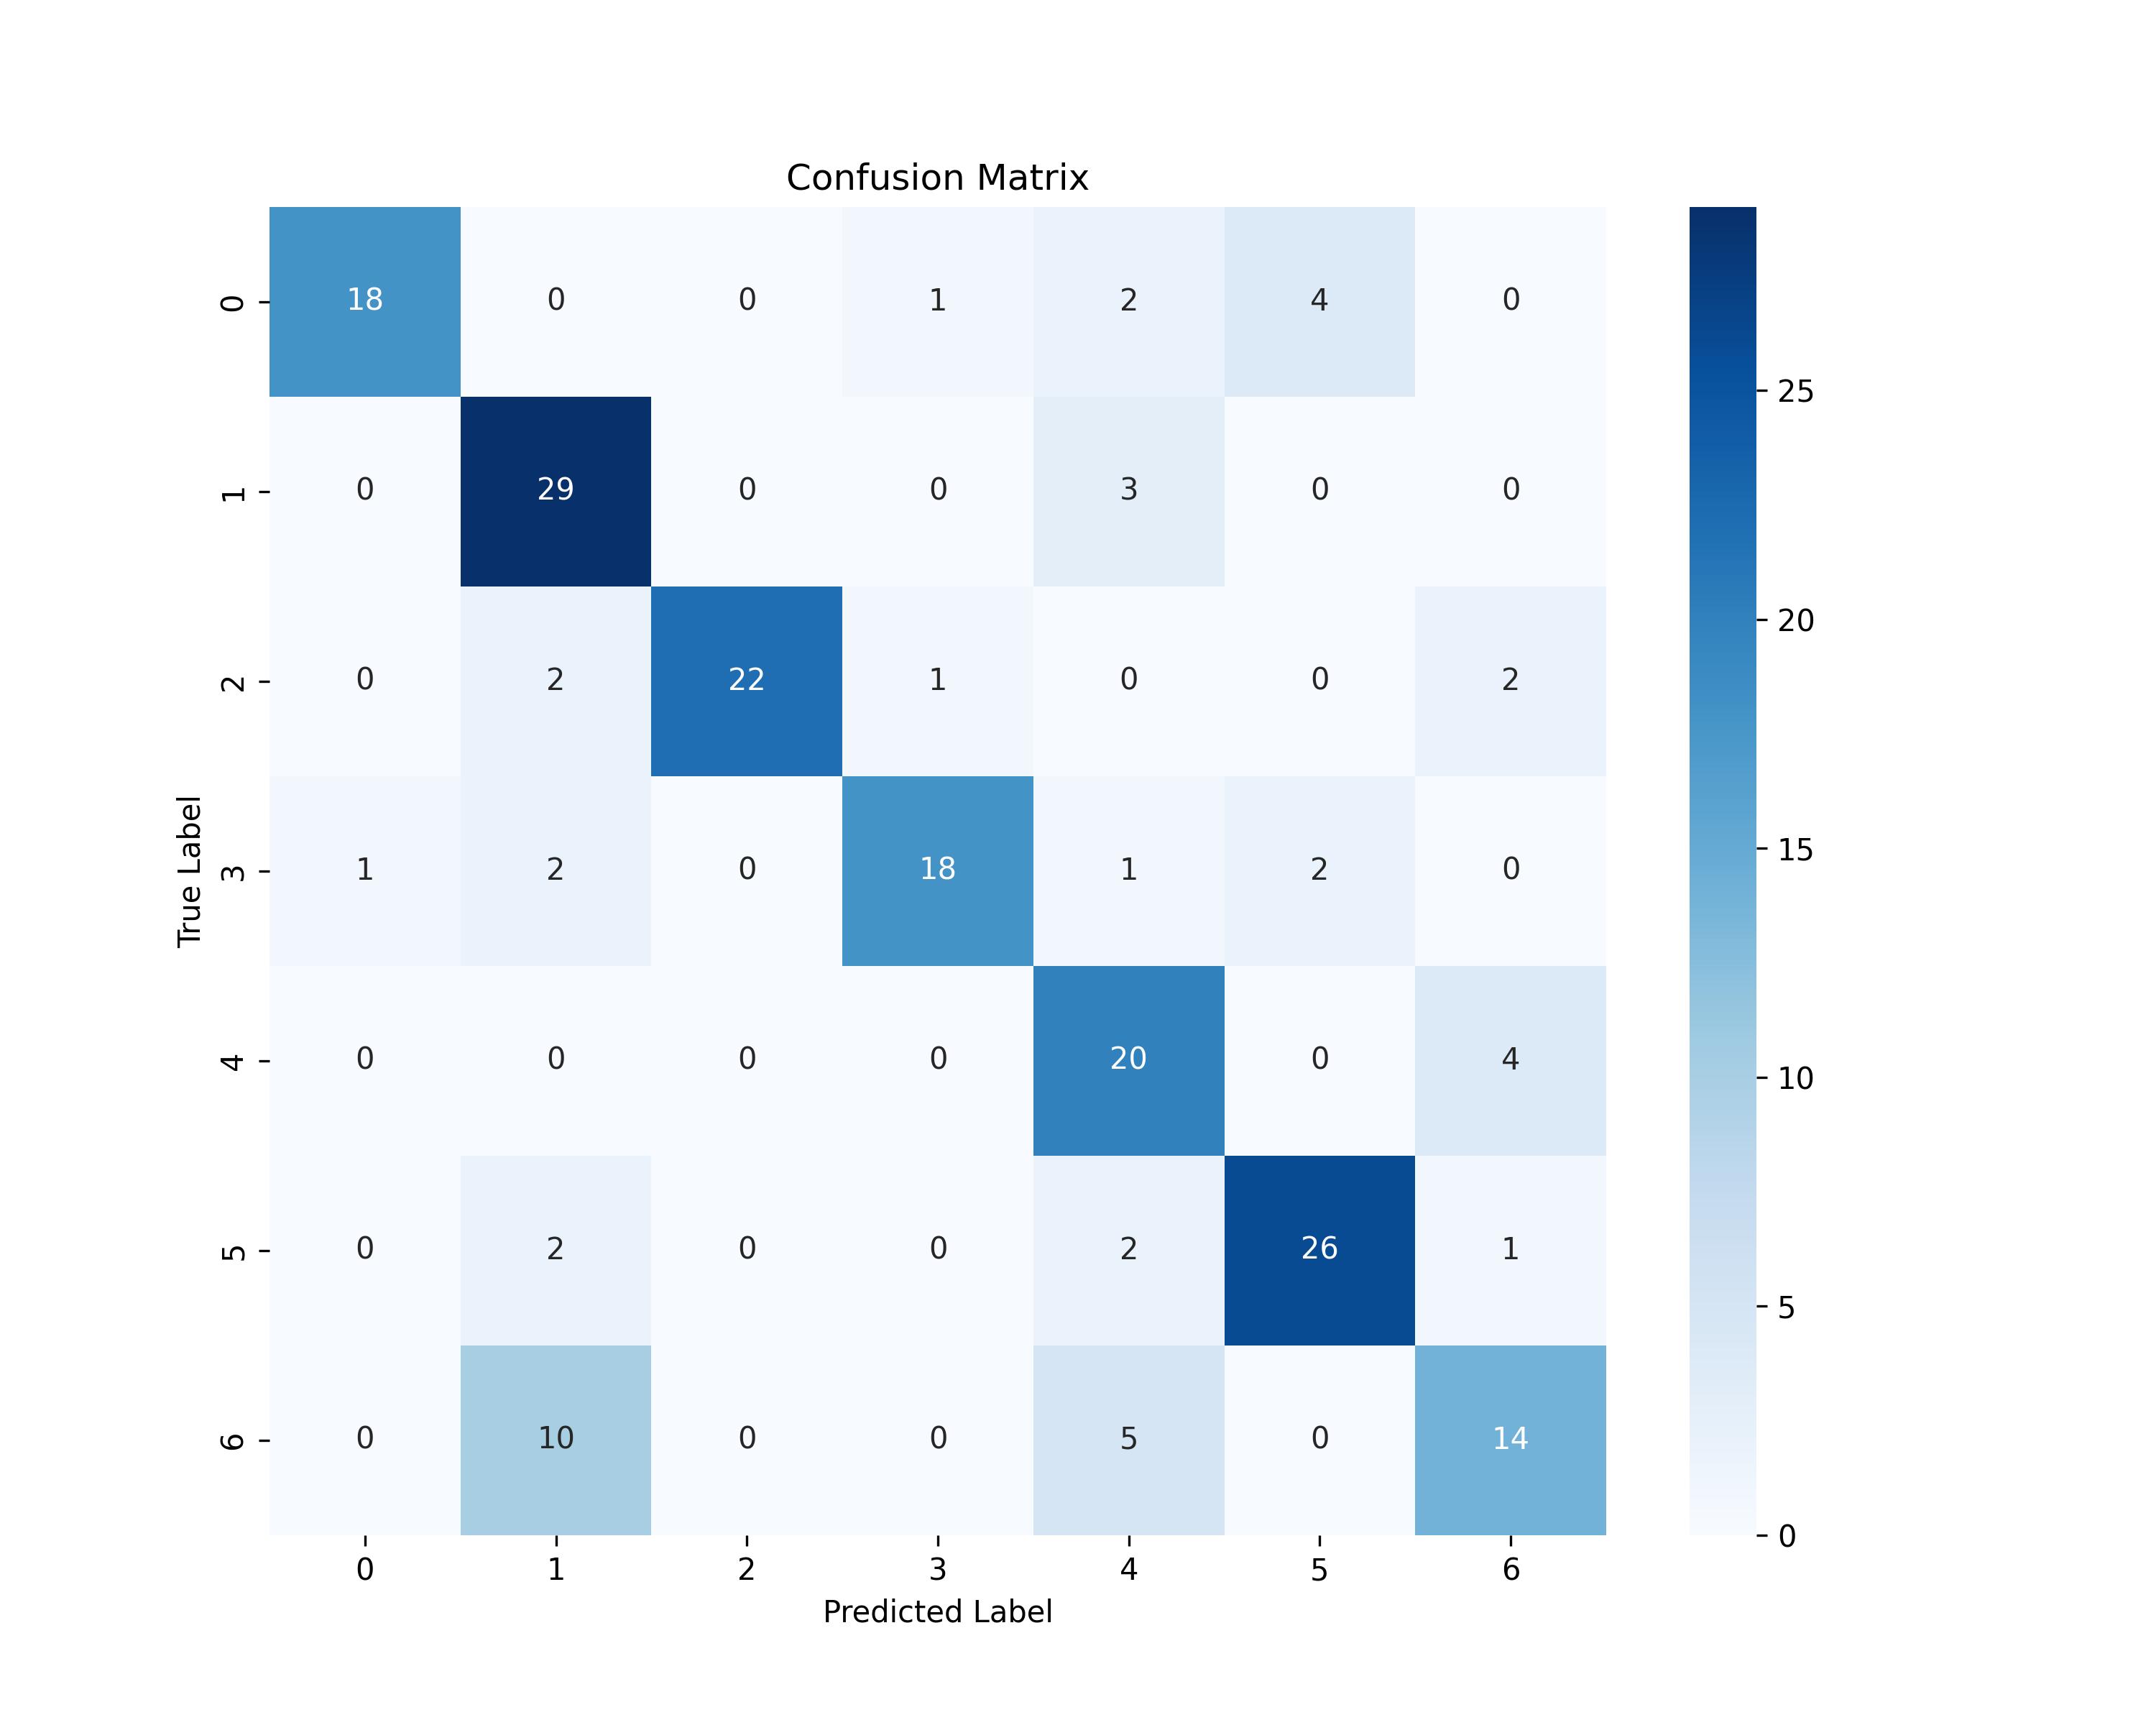 Confusion Matrix
True Label
0 18 0 0 1 2 4 0
1 0 29 0 0 3 0 0
2 0 2 22 1 0 0 2
3 1 2 0 18 1 2 0
4 0 0 0 0 20 0 4
5 0 2 0 0 2 26 1
6 0 10 0 0 5 0 14
0 1 2 3 4 5 6
Predicted Label
25
20
15
10
5
0